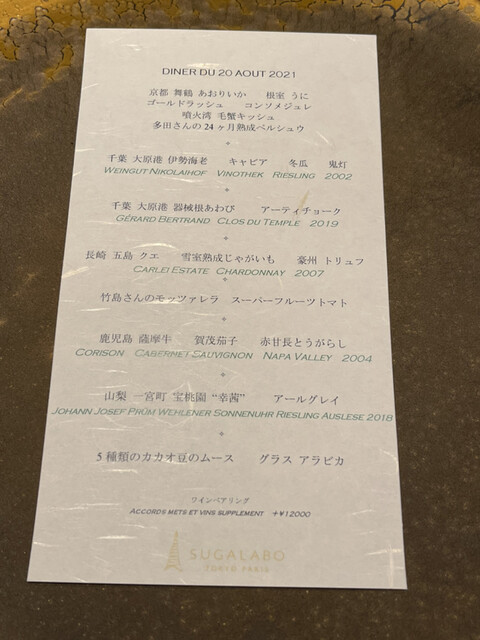 DINER DU 20 AOUT 2021
京都 舞鶴 あおりいか　根室 うに
ゴールドラッシュ　コンソメジュレ
噴火湾 毛蟹キッシュ
多田さんの24ヶ月熟成ペルシュウ
千葉 大原港 伊勢海老　キャビア　冬瓜　鬼灯
WEINGUT NIKOLAIHOF VINOTHEK RIESLING 2002
千葉 大原港 器械根あわび　アーティチョーク
GÉRARD BERTRAND CLOS DU TEMPLE 2019
長崎 五島 クエ　雪室熟成じゃがいも　豪州 トリュフ
CARLEI ESTATE CHARDONNAY 2007
竹島さんのモッツァレラ　スーパーフルーツトマト
鹿児島 薩摩牛　賀茂茄子　赤甘長とうがらし
CORISON CABERNET SAUVIGNON NAPA VALLEY 2004
山梨 一宮町 宝桃園 “幸茜”　アールグレイ
JOHANN JOSEF PRÜM WEHLENER SONNENUHR RIESLING AUSLESE 2018
5種類のカカオ豆のムース　グラス アラビカ
ワインペアリング
ACCORDS METS ET VINS SUPPLEMENT +¥12000
SUGALABO
TOKYO PARIS